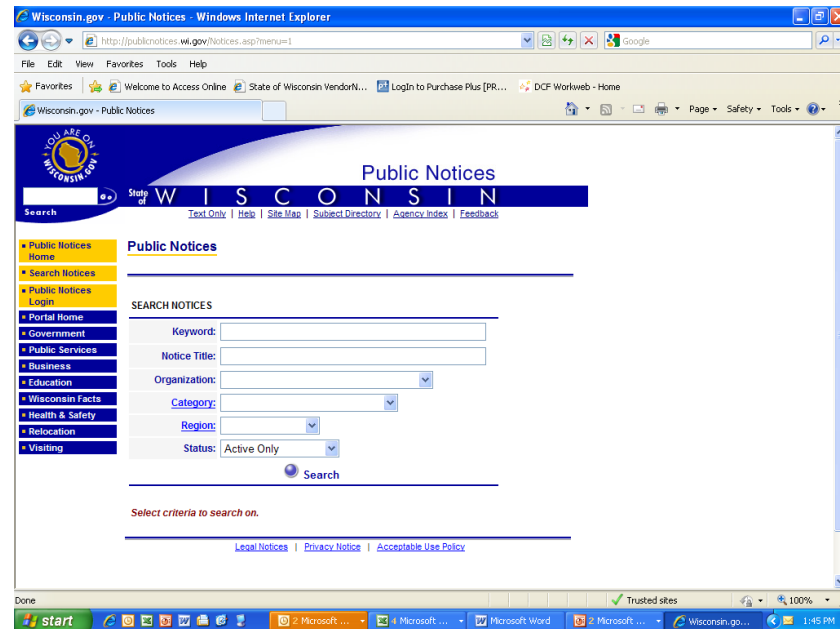 Wisconsin.gov - Public Notices - Windows Internet Explorer
http://publicnotices.wi.gov/Notices.asp?menu=1
Google
File Edit View Favorites Tools Help
Favorites Welcome to Access Online State of Wisconsin VendorN... LogIn to Purchase Plus [PR... DCF Workweb - Home
Wisconsin.gov - Public Notices
Page Safety Tools
YOU ARE ON
WISCONSIN.GOV
Public Notices
State of WISCONSIN
Search
Text Only | Help | Site Map | Subject Directory | Agency Index | Feedback
Public Notices Home
Search Notices
Public Notices Login
Portal Home
Government
Public Services
Business
Education
Wisconsin Facts
Health & Safety
Relocation
Visiting
Public Notices
SEARCH NOTICES
Keyword:
Notice Title:
Organization:
Category:
Region:
Status: Active Only
Search
Select criteria to search on.
Legal Notices | Privacy Notice | Acceptable Use Policy
Done
Trusted sites
100%
start
2 Microsoft ...
4 Microsoft ...
Microsoft Word
2 Microsoft ...
Wisconsin.go...
1:45 PM